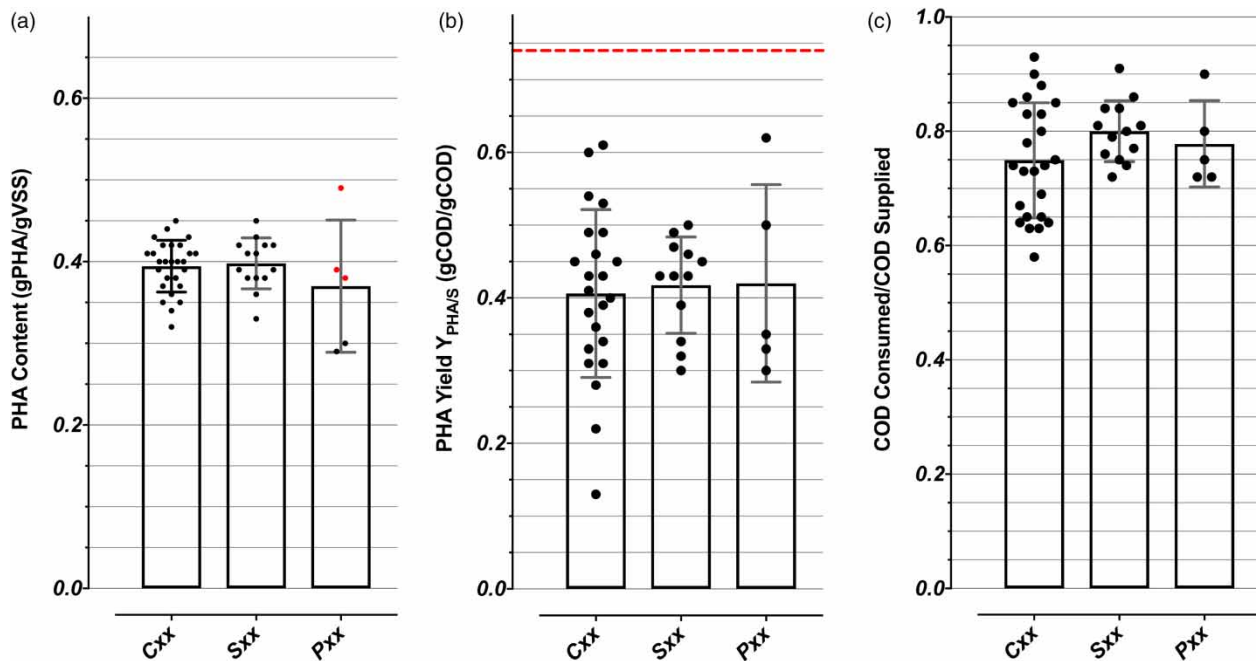 (a)
PHA Content (gPHA/gVSS)
0.6
0.4
0.2
0.0
Cxx
Sxx
Pxx
(b)
PHA Yield Y_PHA/S (gCOD/gCOD)
0.6
0.4
0.2
0.0
Cxx
Sxx
Pxx
(c)
COD Consumed/COD Supplied
1.0
0.8
0.6
0.4
0.2
0.0
Cxx
Sxx
Pxx